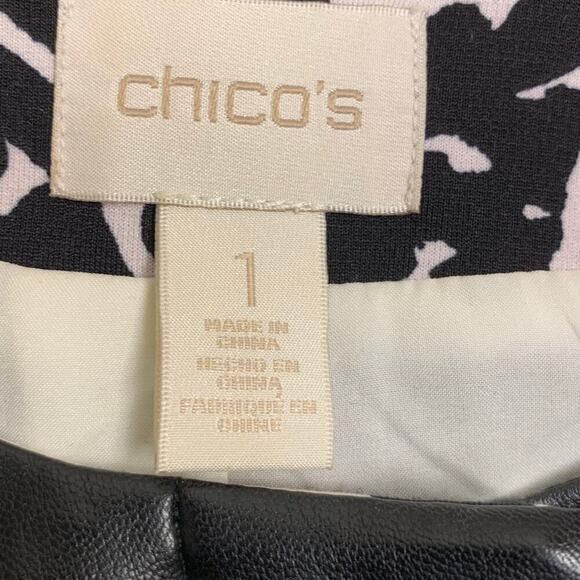 chico's
1
MADE IN
CHINA
HECHO EN
CHINA
FABRIQUÉ EN
CHINE